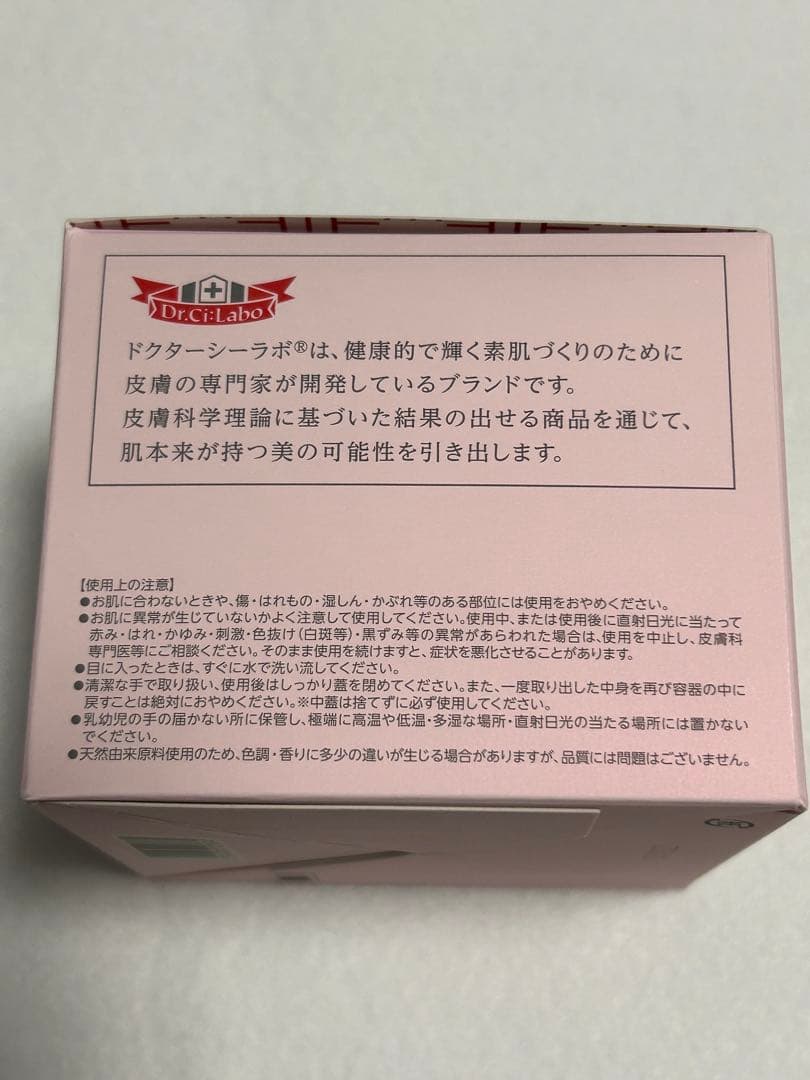 Dr.Ci:Labo
ドクターシーラボ®は、健康的で輝く素肌づくりのために
皮膚の専門家が開発しているブランドです。
皮膚科学理論に基づいた結果の出せる商品を通じて、
肌本来が持つ美の可能性を引き出します。
【使用上の注意】
●お肌に合わないときや、傷・はれもの・湿しん・かぶれ等のある部位には使用をおやめください。
●お肌に異常が生じていないかよく注意して使用してください。使用中、または使用後に直射日光に当たって
赤み・はれ・かゆみ・刺激・色抜け(白斑等)・黒ずみ等の異常があらわれた場合は、使用を中止し、皮膚科
専門医等にご相談ください。そのまま使用を続けますと、症状を悪化させることがあります。
●目に入ったときは、すぐに水で洗い流してください。
●清潔な手で取り扱い、使用後はしっかり蓋を閉めてください。また、一度取り出した中身を再び容器の中に
戻すことは絶対におやめください。※中蓋は捨てずに必ず使用してください。
●乳幼児の手の届かない所に保管し、極端に高温や低温・多湿な場所・直射日光の当たる場所には置かない
でください。
●天然由来原料使用のため、色調・香りに多少の違いが生じる場合がありますが、品質には問題はございません。